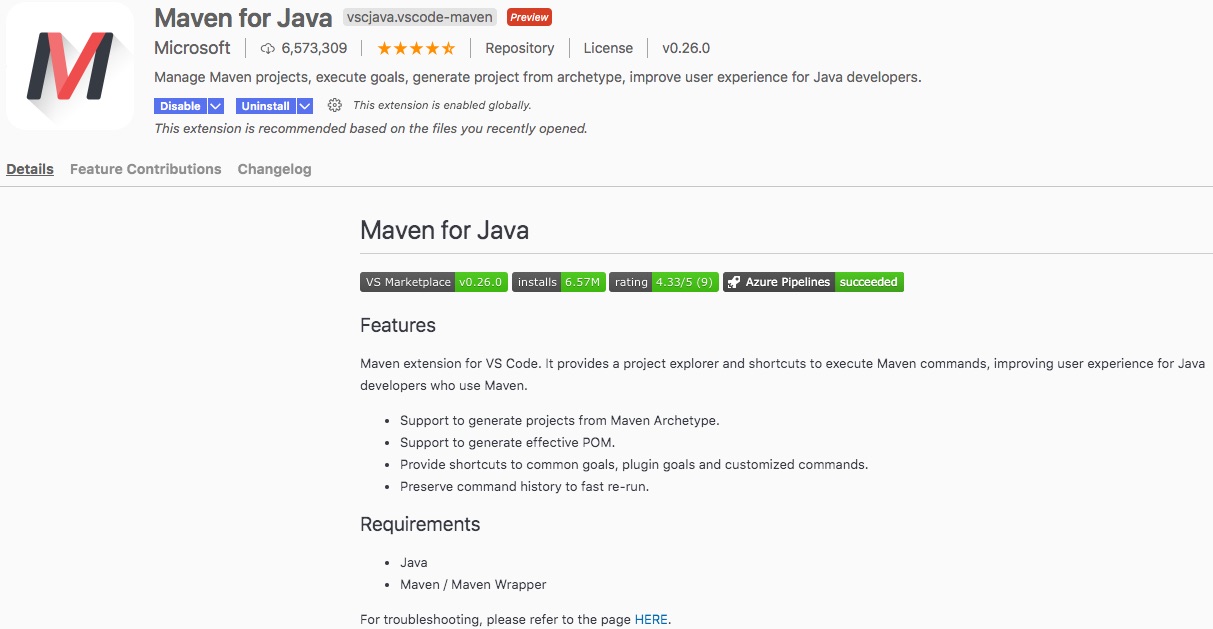 Maven for Java vscjava.vscode-maven Preview
Microsoft 6,573,309 Repository License v0.26.0
Manage Maven projects, execute goals, generate project from archetype, improve user experience for Java developers.
Disable Uninstall This extension is enabled globally.
This extension is recommended based on the files you recently opened.
Details Feature Contributions Changelog
Maven for Java
VS Marketplace v0.26.0 installs 6.57M rating 4.33/5 (9) Azure Pipelines succeeded
Features
Maven extension for VS Code. It provides a project explorer and shortcuts to execute Maven commands, improving user experience for Java
developers who use Maven.
• Support to generate projects from Maven Archetype.
• Support to generate effective POM.
• Provide shortcuts to common goals, plugin goals and customized commands.
• Preserve command history to fast re-run.
Requirements
• Java
• Maven / Maven Wrapper
For troubleshooting, please refer to the page HERE.